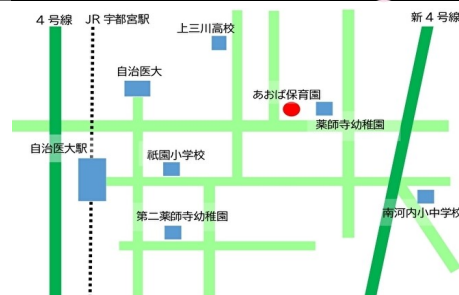 4号線
JR 宇都宮駅
新4号線
上三川高校
自治医大
あおば保育園
薬師寺幼稚園
自治医大駅
祇園小学校
第二薬師寺幼稚園
南河内小中学校